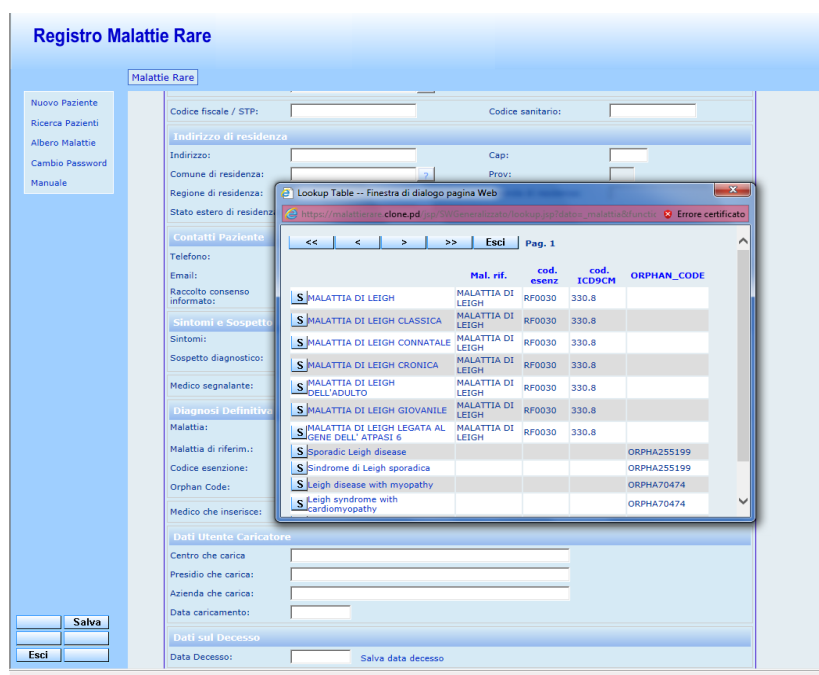 Registro Malattie Rare
Malattie Rare
Nuovo Paziente
Ricerca Pazienti
Albero Malattie
Cambio Password
Manuale
Codice fiscale / STP: Codice sanitario:
Indirizzo di residenza
Indirizzo: Cap:
Comune di residenza: ? Prov:
Regione di residenza:
Stato estero di residenza
Contatti Paziente
Telefono:
Email:
Raccolto consenso
informato:
Sintomi e Sospetto
Sintomi:
Sospetto diagnostico:
Medico segnalante:
Diagnosi Definitiva
Malattia:
Malattia di riferim.:
Codice esenzione:
Orphan Code:
Medico che inserisce:
Lookup Table -- Finestra di dialogo pagina Web
clone.pd Errore certificato
<< < > >> Esci Pag. 1
Mal. rif. cod. esenz cod. ICD9CM ORPHAN_CODE
S MALATTIA DI LEIGH MALATTIA DI LEIGH RF0030 330.8
S MALATTIA DI LEIGH CLASSICA MALATTIA DI LEIGH RF0030 330.8
S MALATTIA DI LEIGH CONNATALE MALATTIA DI LEIGH RF0030 330.8
S MALATTIA DI LEIGH CRONICA MALATTIA DI LEIGH RF0030 330.8
S MALATTIA DI LEIGH DELL'ADULTO MALATTIA DI LEIGH RF0030 330.8
S MALATTIA DI LEIGH GIOVANILE MALATTIA DI LEIGH RF0030 330.8
S MALATTIA DI LEIGH LEGATA AL GENE DELL' ATPASI 6 MALATTIA DI LEIGH RF0030 330.8
S Sporadic Leigh disease ORPHA255199
S Sindrome di Leigh sporadica ORPHA255199
S Leigh disease with myopathy ORPHA70474
S Leigh syndrome with cardiomyopathy ORPHA70474
Dati Utente Caricatore
Centro che carica
Presidio che carica:
Azienda che carica:
Data caricamento:
Dati sul Decesso
Data Decesso: Salva data decesso
Salva
Esci